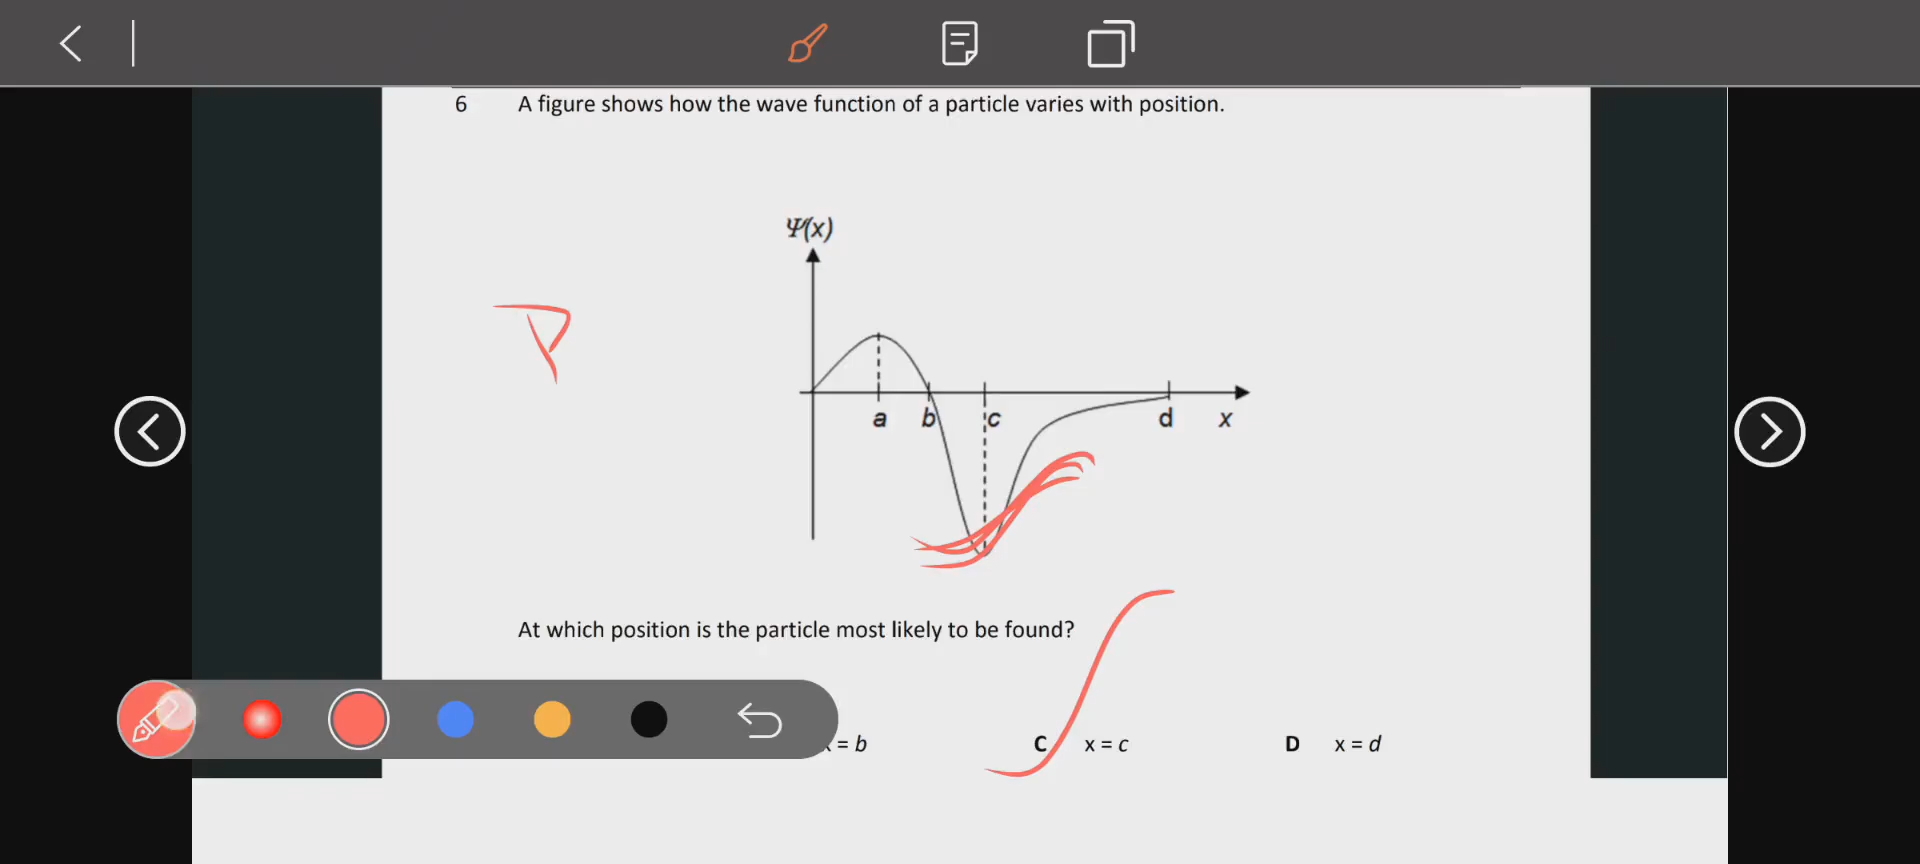 6 A figure shows how the wave function of a particle varies with position.
Ψ(x)
a b c d x
At which position is the particle most likely to be found?
x = b C x = c D x = d